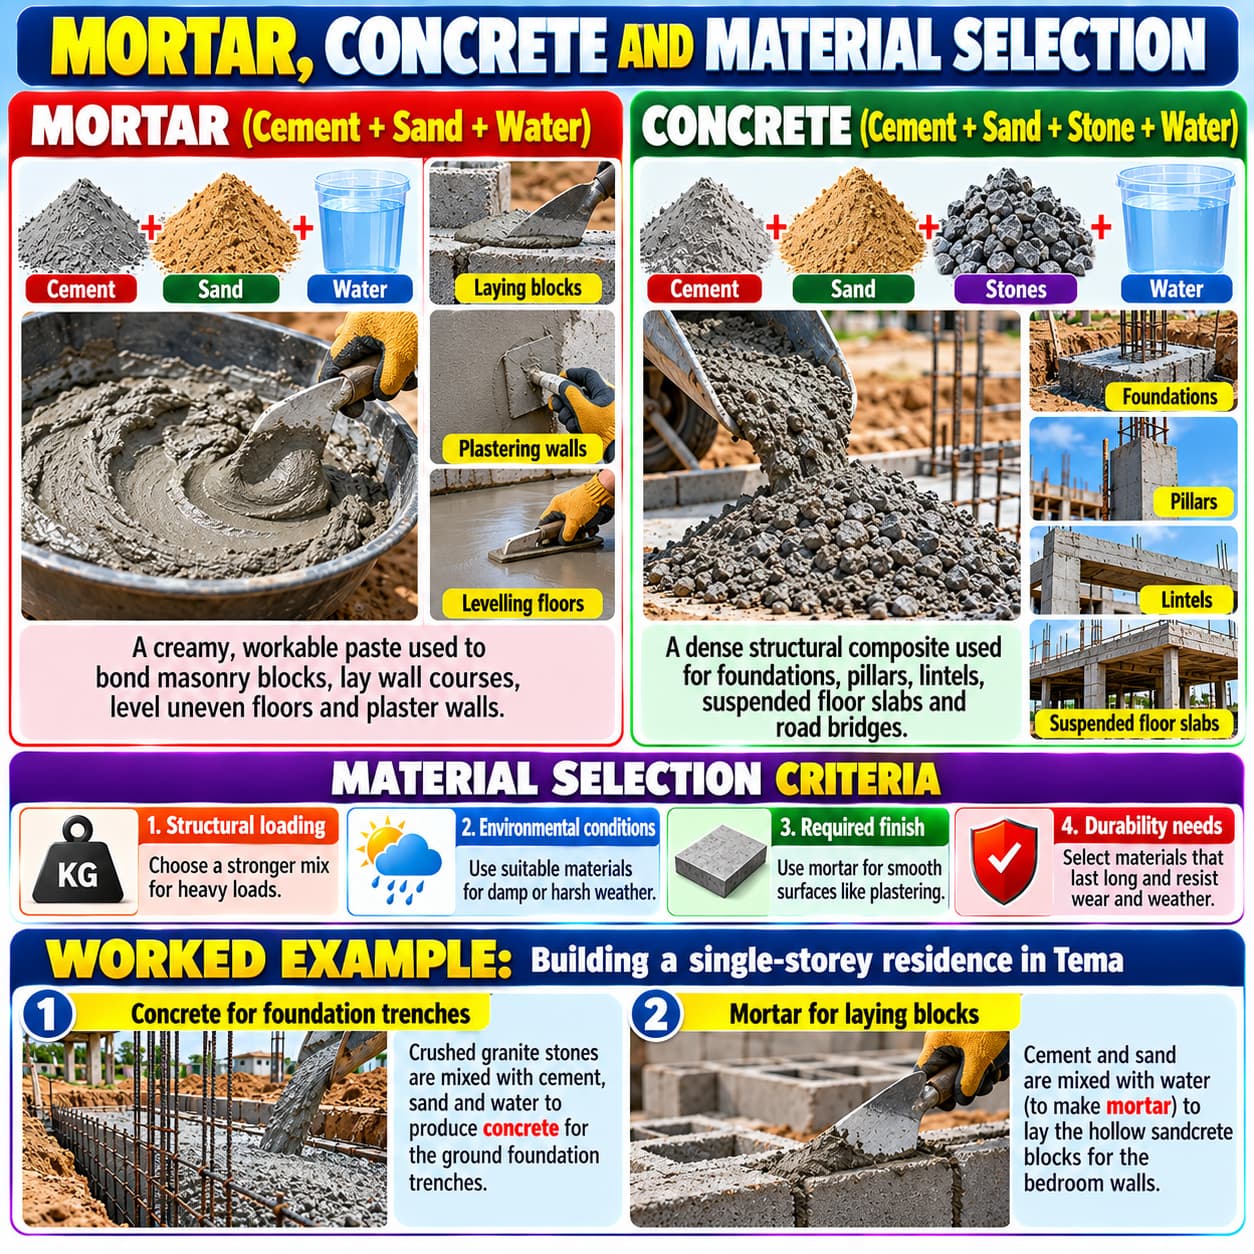 MORTAR, CONCRETE AND MATERIAL SELECTION
MORTAR (Cement + Sand + Water)
Cement
Sand
Water
Laying blocks
Plastering walls
Levelling floors
A creamy, workable paste used to
bond masonry blocks, lay wall courses,
level uneven floors and plaster walls.
CONCRETE (Cement + Sand + Stone + Water)
Cement
Sand
Stones
Water
Foundations
Pillars
Lintels
Suspended floor slabs
A dense structural composite used
for foundations, pillars, lintels,
suspended floor slabs and
road bridges.
MATERIAL SELECTION CRITERIA
KG
1. Structural loading
Choose a stronger mix
for heavy loads.
2. Environmental conditions
Use suitable materials
for damp or harsh weather.
3. Required finish
Use mortar for smooth
surfaces like plastering.
4. Durability needs
Select materials that
last long and resist
wear and weather.
WORKED EXAMPLE: Building a single-storey residence in Tema
1 Concrete for foundation trenches
Crushed granite stones
are mixed with cement,
sand and water to
produce concrete for
the ground foundation
trenches.
2 Mortar for laying blocks
Cement and sand
are mixed with water
(to make mortar) to
lay the hollow sandcrete
blocks for the
bedroom walls.